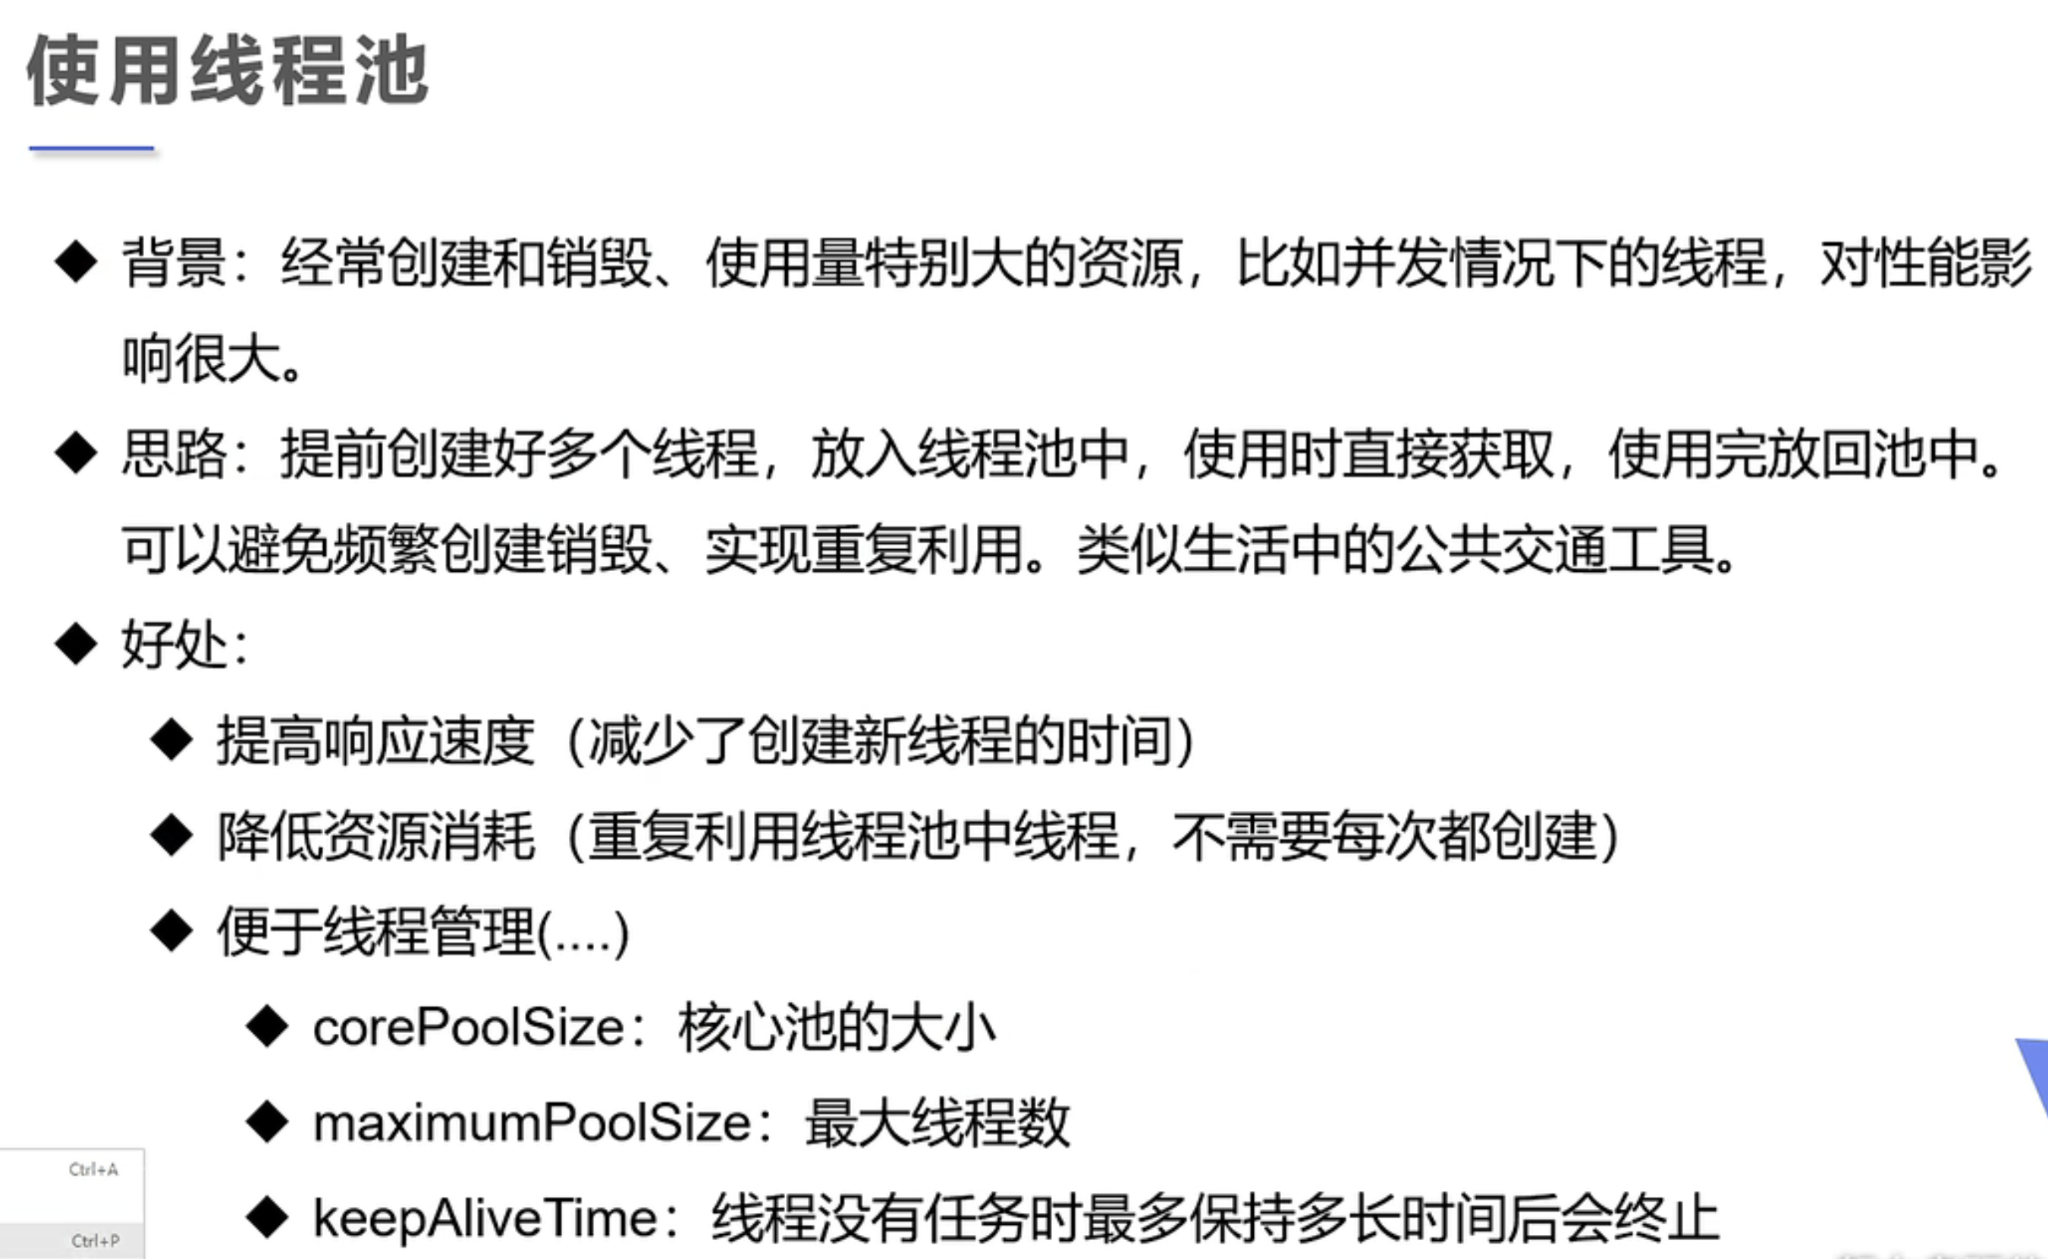 使用线程池
◆ 背景：经常创建和销毁、使用量特别大的资源，比如并发情况下的线程，对性能影
响很大。
◆ 思路：提前创建好多个线程，放入线程池中，使用时直接获取，使用完放回池中。
可以避免频繁创建销毁、实现重复利用。类似生活中的公共交通工具。
◆ 好处：
◆ 提高响应速度（减少了创建新线程的时间）
◆ 降低资源消耗（重复利用线程池中线程，不需要每次都创建）
◆ 便于线程管理(....)
◆ corePoolSize：核心池的大小
◆ maximumPoolSize：最大线程数
◆ keepAliveTime：线程没有任务时最多保持多长时间后会终止
Ctrl+A
Ctrl+P